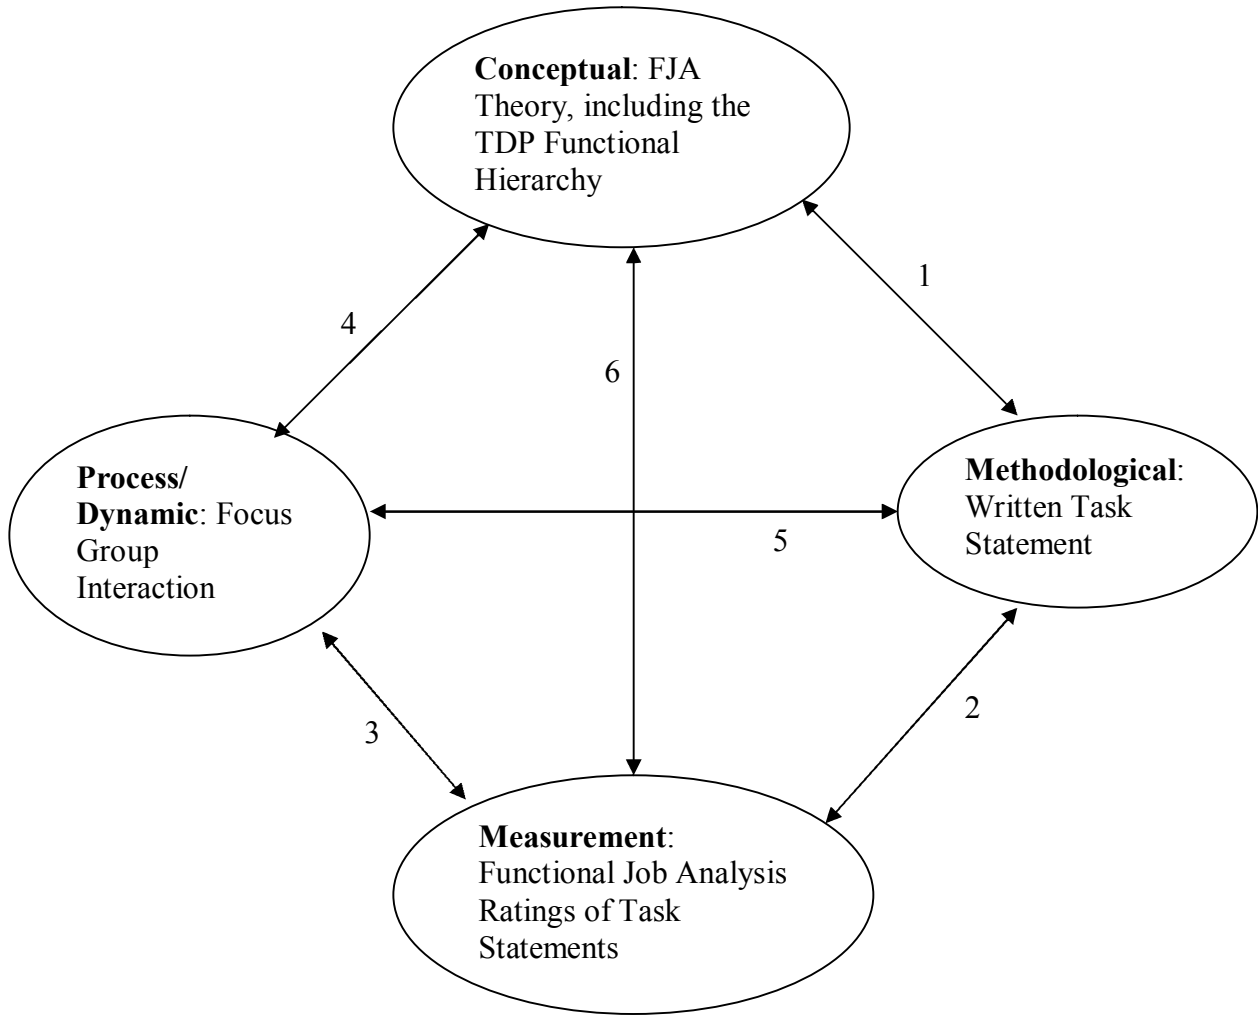 Conceptual: FJA
Theory, including the
TDP Functional
Hierarchy
1
4
6
Process/
Dynamic: Focus
Group
Interaction
Methodological:
Written Task
Statement
5
2
3
Measurement:
Functional Job Analysis
Ratings of Task
Statements